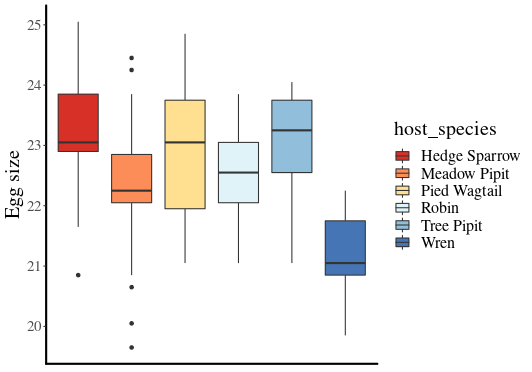 Egg size
25
24
23
22
21
20
host_species
Hedge Sparrow
Meadow Pipit
Pied Wagtail
Robin
Tree Pipit
Wren